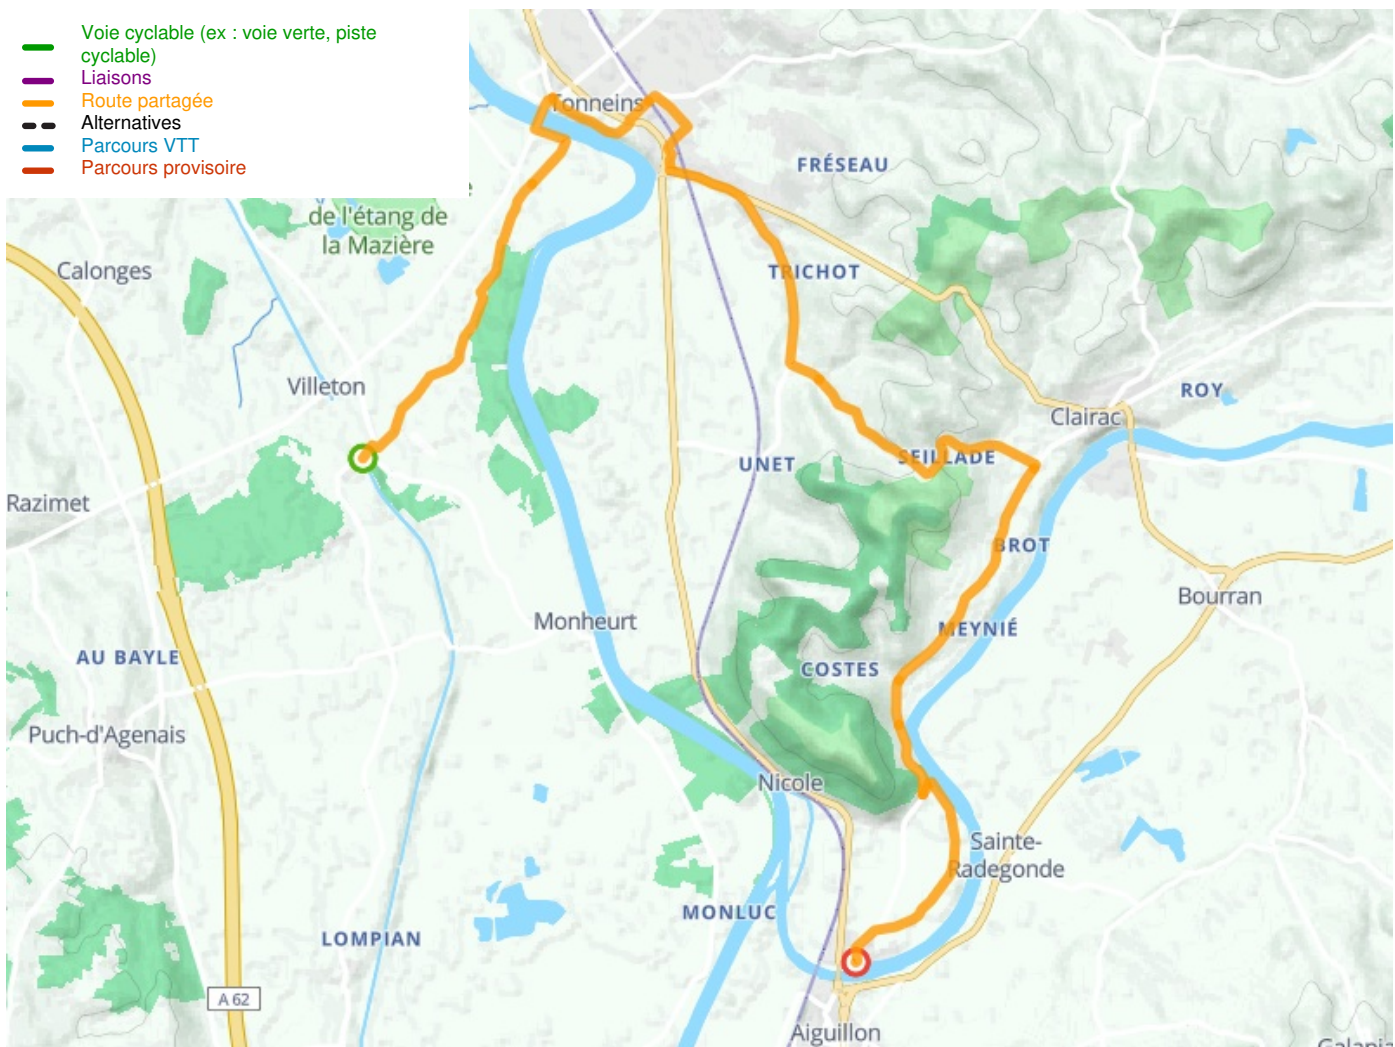 Voie cyclable (ex : voie verte, piste
cyclable)
Liaisons
Route partagée
Alternatives
Parcours VTT
Parcours provisoire
Tonneins
FRÉSEAU
de l'étang de
la Mazière
Calonges
TRICHOT
Villeton
ROY
Clairac
UNET
SEILLADE
Razimet
BROT
Bourran
Monheurt
MEYNIÉ
AU BAYLE
COSTES
Puch-d'Agenais
Nicole
Sainte-
Radegonde
MONLUC
LOMPIAN
A 62
Aiguillon